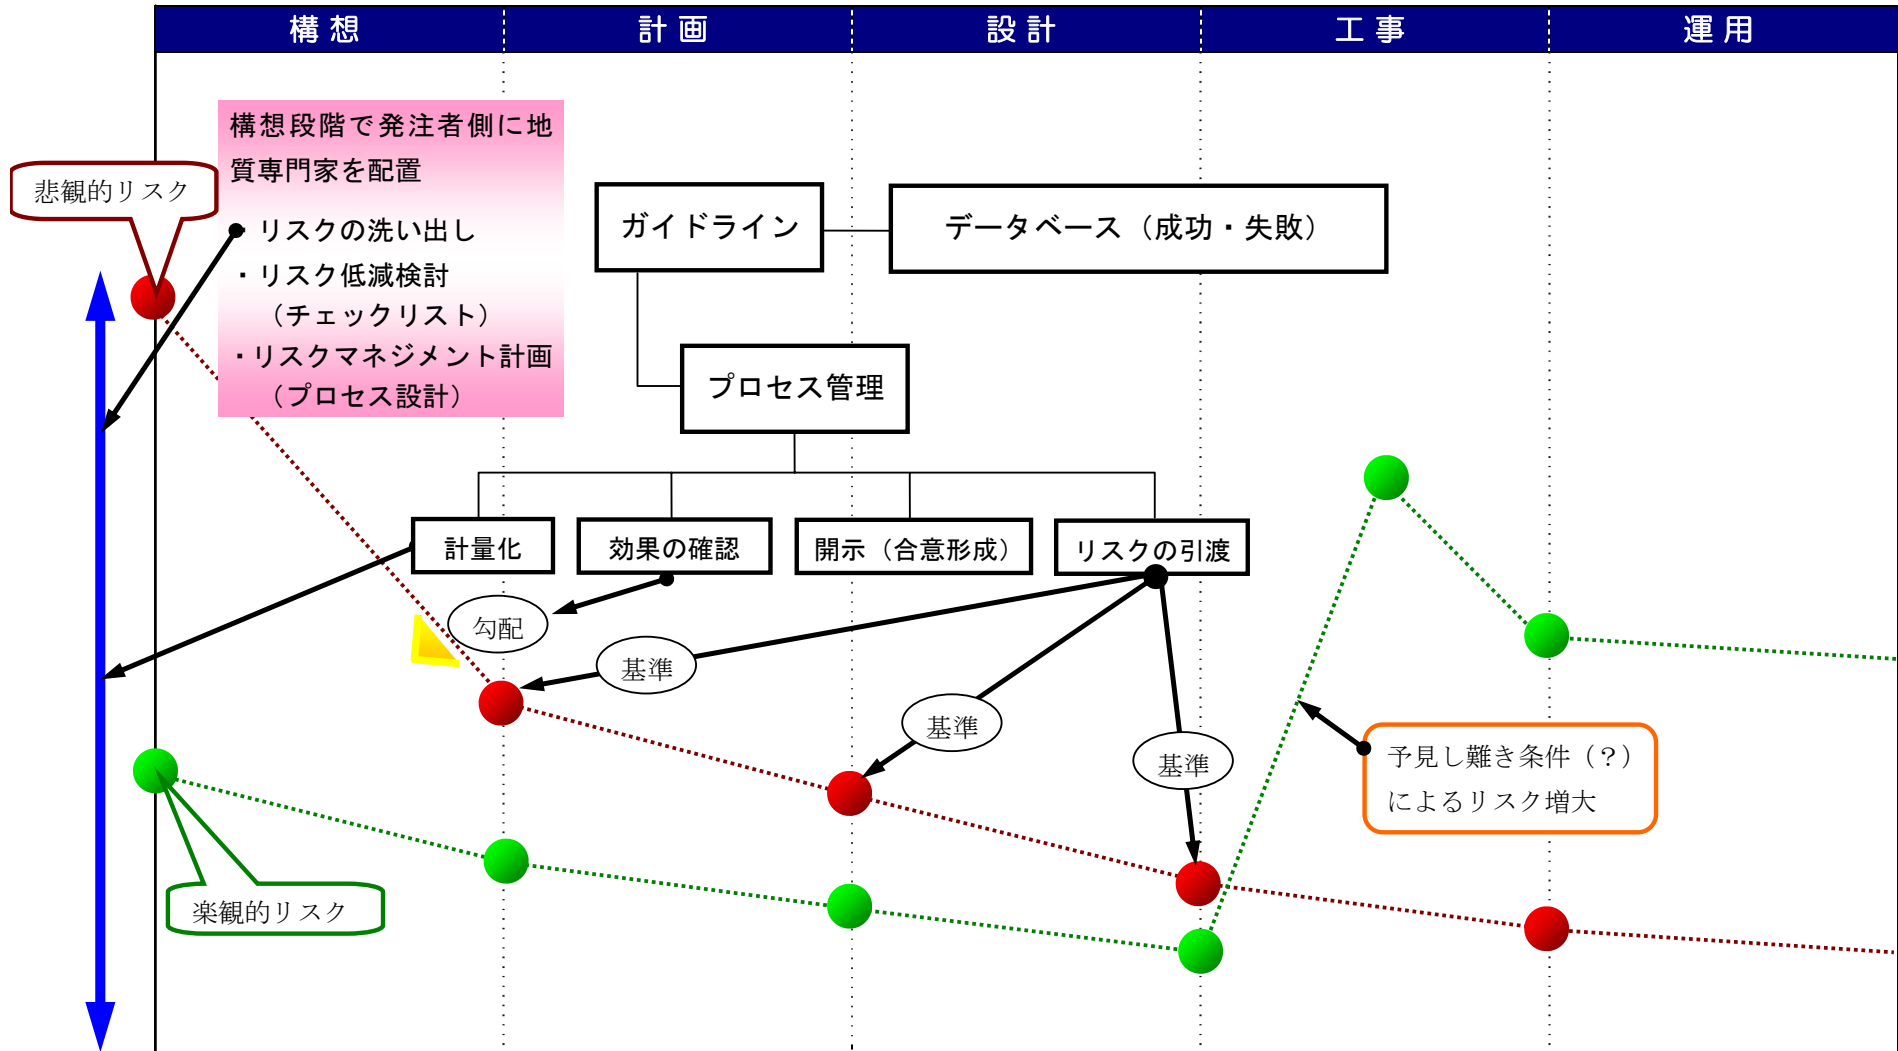 構想
計画
設計
工事
運用
構想段階で発注者側に地
質専門家を配置
・リスクの洗い出し
・リスク低減検討
（チェックリスト）
・リスクマネジメント計画
（プロセス設計）
悲観的リスク
ガイドライン
データベース（成功・失敗）
プロセス管理
計量化
効果の確認
開示（合意形成）
リスクの引渡
勾配
基準
基準
基準
予見し難き条件（？）
によるリスク増大
楽観的リスク